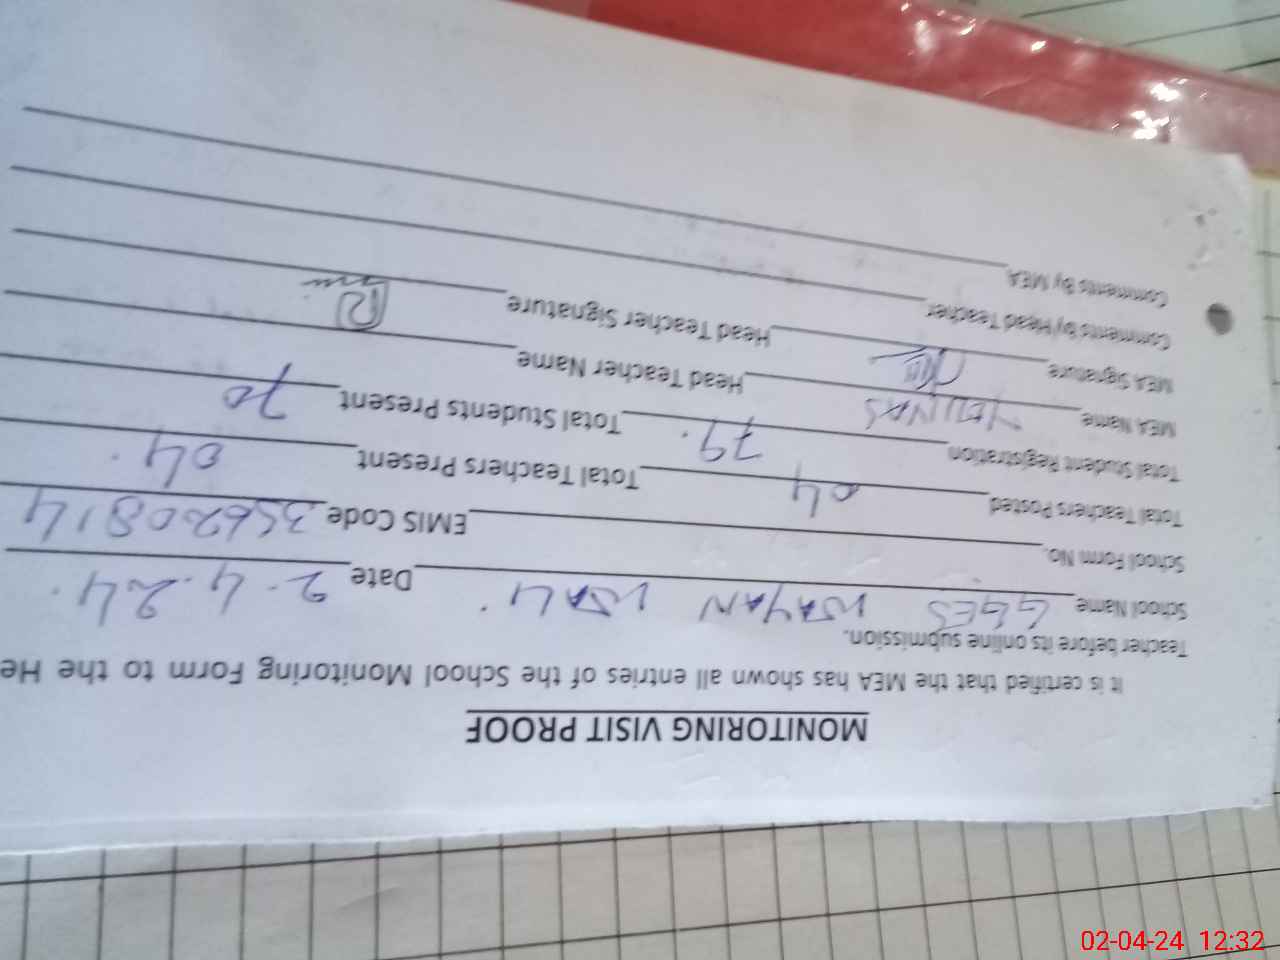 MONITORING VISIT PROOF
It is certified that the MEA has shown all entries of the School Monitoring Form to the He
Teacher before its online submission.
School Name GGES WAYAN WALI Date 2.4.24.
School Form No. EMIS Code 35620814
Total Teachers Posted 04 Total Teachers Present 04.
Total Student Registration 79. Total Students Present 70
MEA Name YOUNAS Head Teacher Name
MEA Signature Head Teacher Signature
Comments by Head Teacher
Comments By MEA
02-04-24 12:32